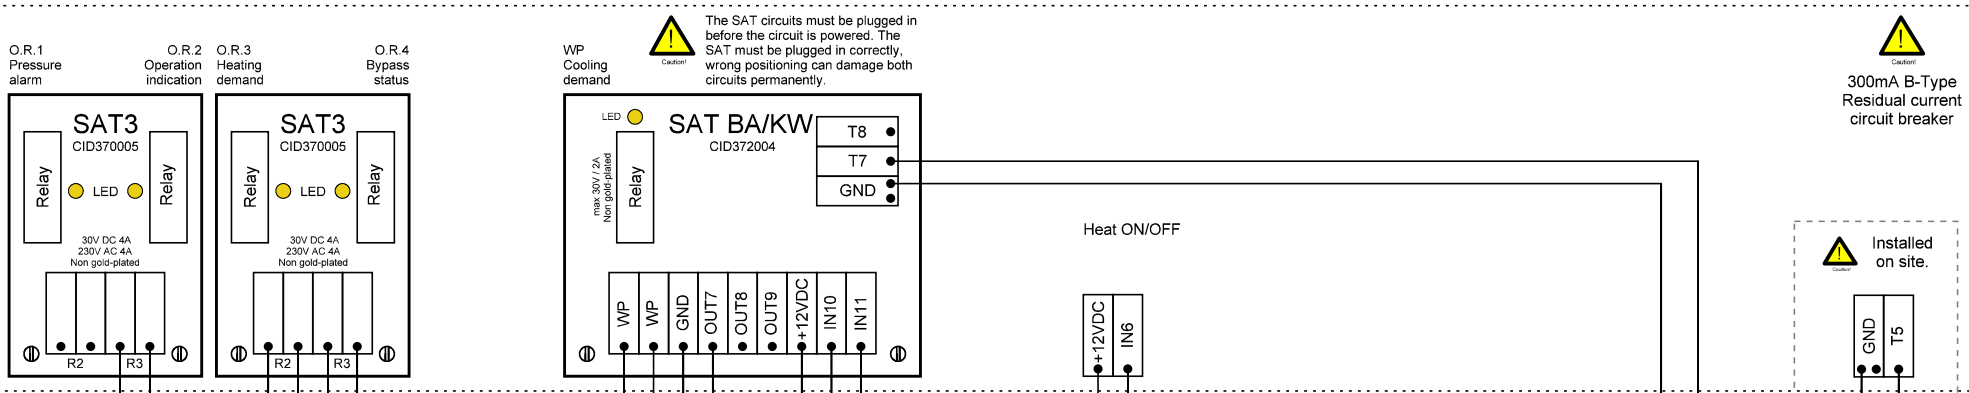 O.R.1
Pressure
alarm
O.R.2
Operation
indication
O.R.3
Heating
demand
O.R.4
Bypass
status
WP
Cooling
demand
Caution!
The SAT circuits must be plugged in
before the circuit is powered. The
SAT must be plugged in correctly,
wrong positioning can damage both
circuits permanently.
Caution!
300mA B-Type
Residual current
circuit breaker
SAT3
CID370005
Relay
LED
Relay
30V DC 4A
230V AC 4A
Non gold-plated
R2
R3
SAT3
CID370005
Relay
LED
Relay
30V DC 4A
230V AC 4A
Non gold-plated
R2
R3
LED
SAT BA/KW
CID372004
max 30V / 2A
Non gold-plated
Relay
T8
T7
GND
WP
WP
GND
OUT7
OUT8
OUT9
+12VDC
IN10
IN11
Heat ON/OFF
+12VDC
IN6
Caution!
Installed
on site.
GND
T5